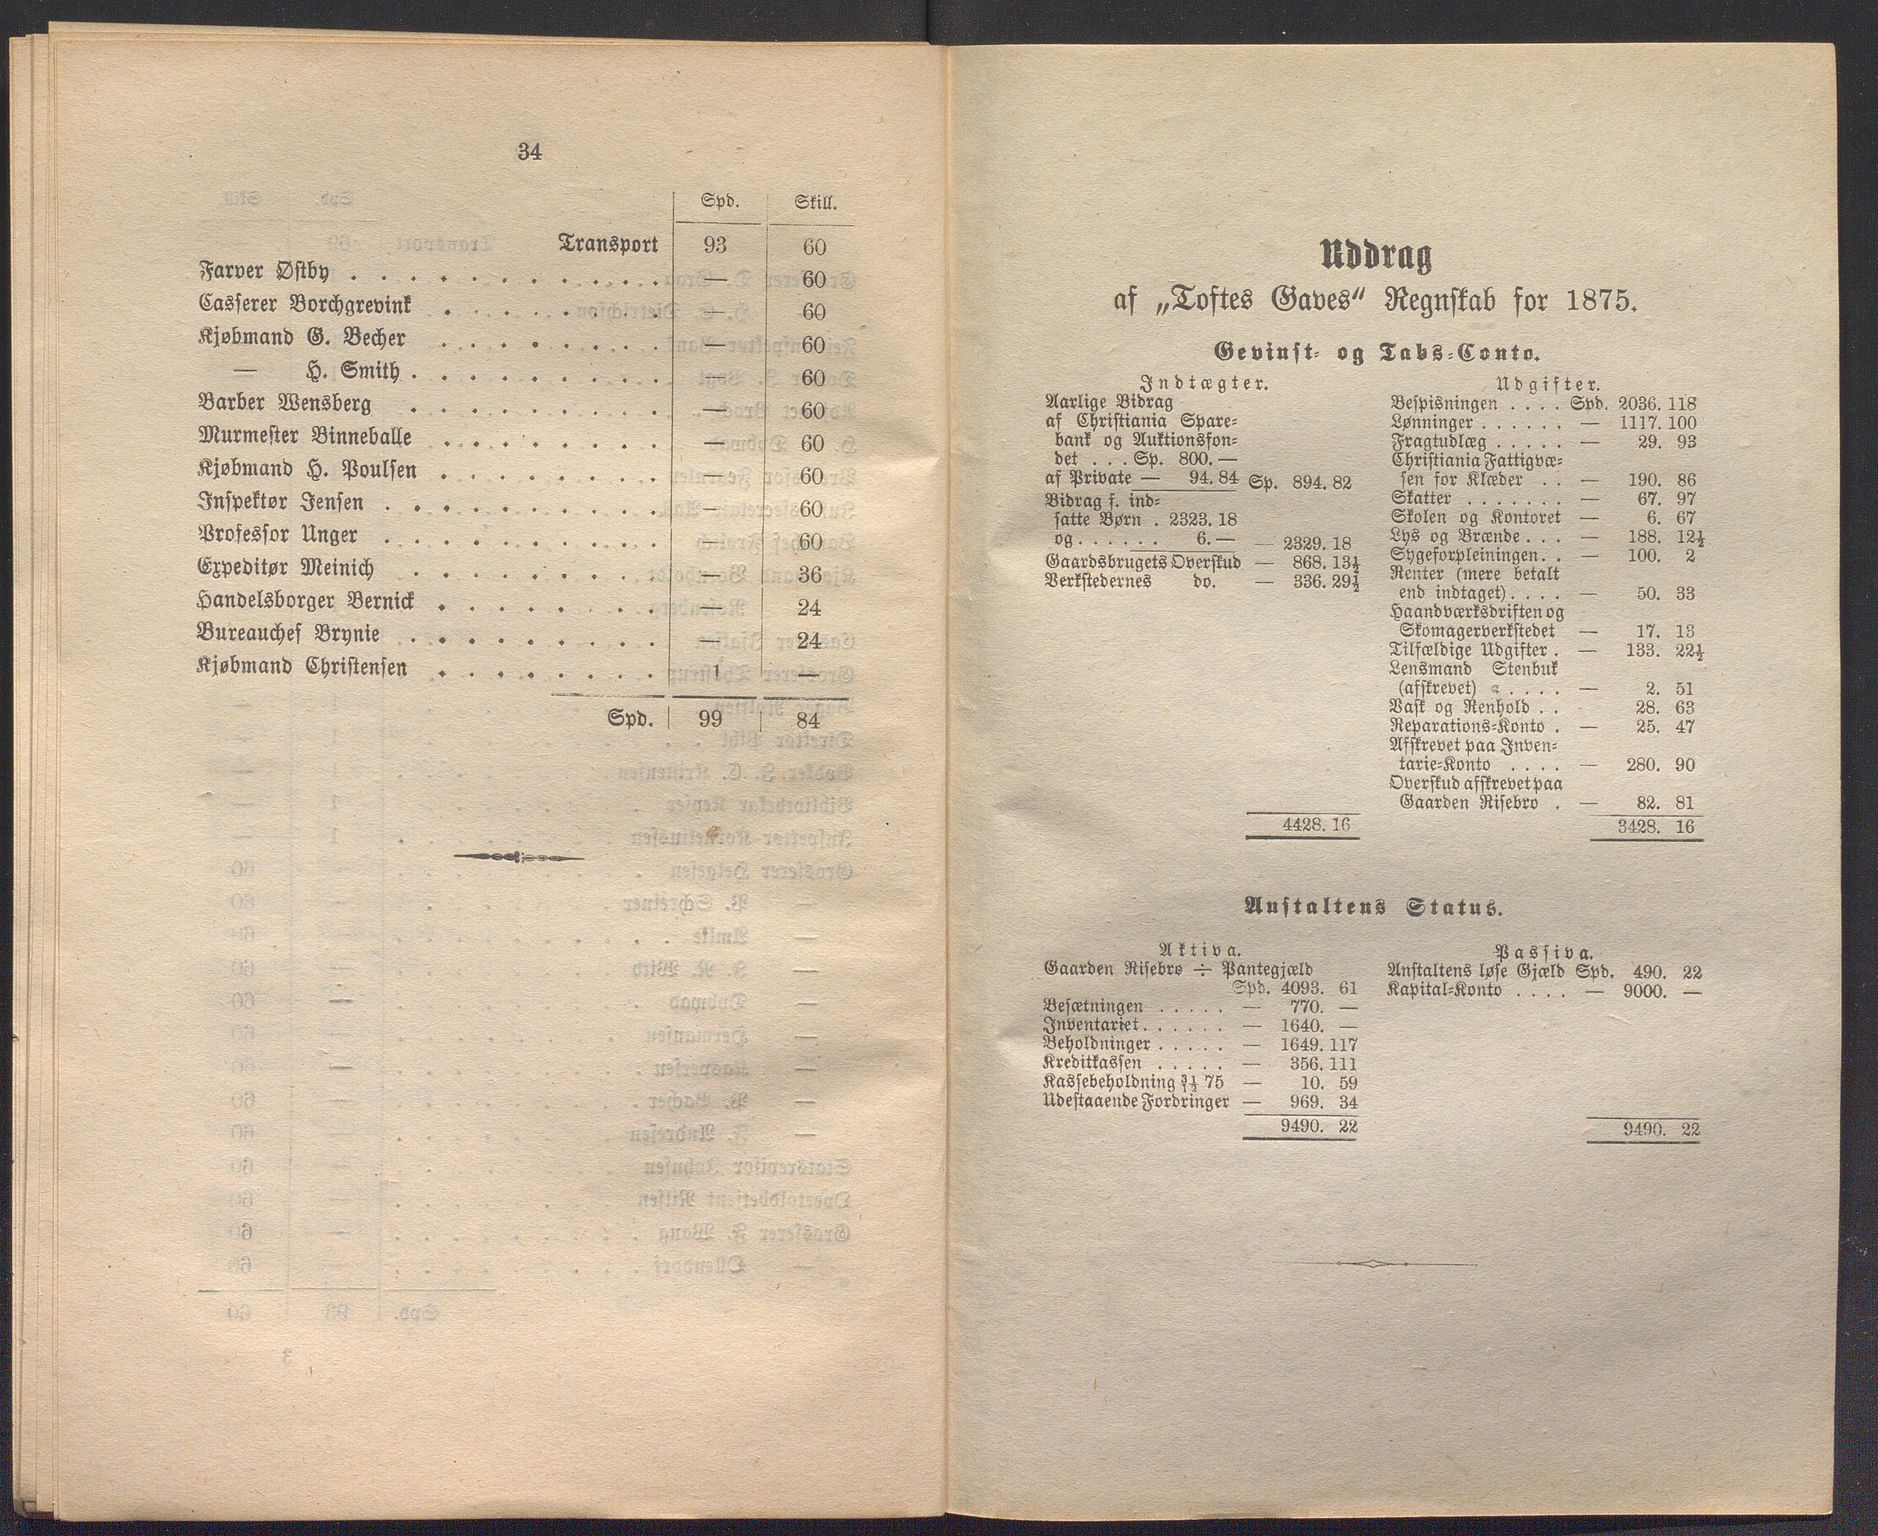 34
Spd. Skill.
Transport 93 60
Farver Østby . . . . . . . . . . . — 60
Casserer Borchgrevink . . . . . . . . — 60
Kjøbmand G. Becher . . . . . . . . — 60
— H. Smith . . . . . . . . . — 60
Barber Wensberg . . . . . . . . . — 60
Murmester Binneballe . . . . . . . . — 60
Kjøbmand H. Poulsen . . . . . . . . — 60
Inspektør Jensen . . . . . . . . . . — 60
Professor Unger . . . . . . . . . . — 60
Expeditør Meinich . . . . . . . . . — 36
Handelsborger Bernick . . . . . . . . — 24
Bureauchef Brynie . . . . . . . . . — 24
Kjøbmand Christensen . . . . . . . . 1 —
Spd. 99 84
Uddrag
af „Toftes Gaves“ Regnskab for 1875.
Gevinst- og Tabs-Conto.
Indtægter.
Aarlige Bidrag
af Christiania Spare-
bank og Auktionsfon-
det . . . Sp. 800. —
af Private — 94. 84 Sp. 894. 82
Bidrag f. ind-
satte Børn . 2323. 18
og . . . . . . 6. — — 2329. 18
Gaardsbrugets Overskud — 868. 13½
Verkstedernes do. — 336. 29½
4428. 16
Udgifter.
Bespisningen . . . . Spd. 2036. 118
Lønninger . . . . . . — 1117. 100
Fragtudlæg . . . . . — 29. 93
Christiania Fattigvæ-
sen for Klæder . . — 190. 86
Skatter . . . . . . . — 67. 97
Skolen og Kontoret — 6. 67
Lys og Brænde . . . — 188. 12½
Sygeforpleiningen . . — 100. 2
Renter (mere betalt
end indtaget) . . . . — 50. 33
Haandværksdriften og
Skomagerverkstedet — 17. 13
Tilfældige Udgifter . — 133. 22½
Lensmand Stenbuk
(afskrevet) . . . . . — 2. 51
Vask og Renhold . . 28. 63
Reparations-Konto . — 25. 47
Afskrevet paa Inven-
tarie-Konto . . . . — 280. 90
Overskud afskrevet paa
Gaarden Risebro . — 82. 81
3428. 16
Anstaltens Status.
Aktiva.
Gaarden Risebro ÷ Pantegjæld
Spd. 4093. 61
Besætningen . . . . . — 770. —
Inventariet . . . . . . — 1640. —
Beholdninger . . . . . — 1649. 117
Kreditkassen . . . . . — 356. 111
Kassebeholdning 31/12 75 — 10. 59
Udestaaende Fordringer — 969. 34
9490. 22
Passiva.
Anstaltens løse Gjæld Spd. 490. 22
Kapital-Konto . . . . — 9000. —
9490. 22